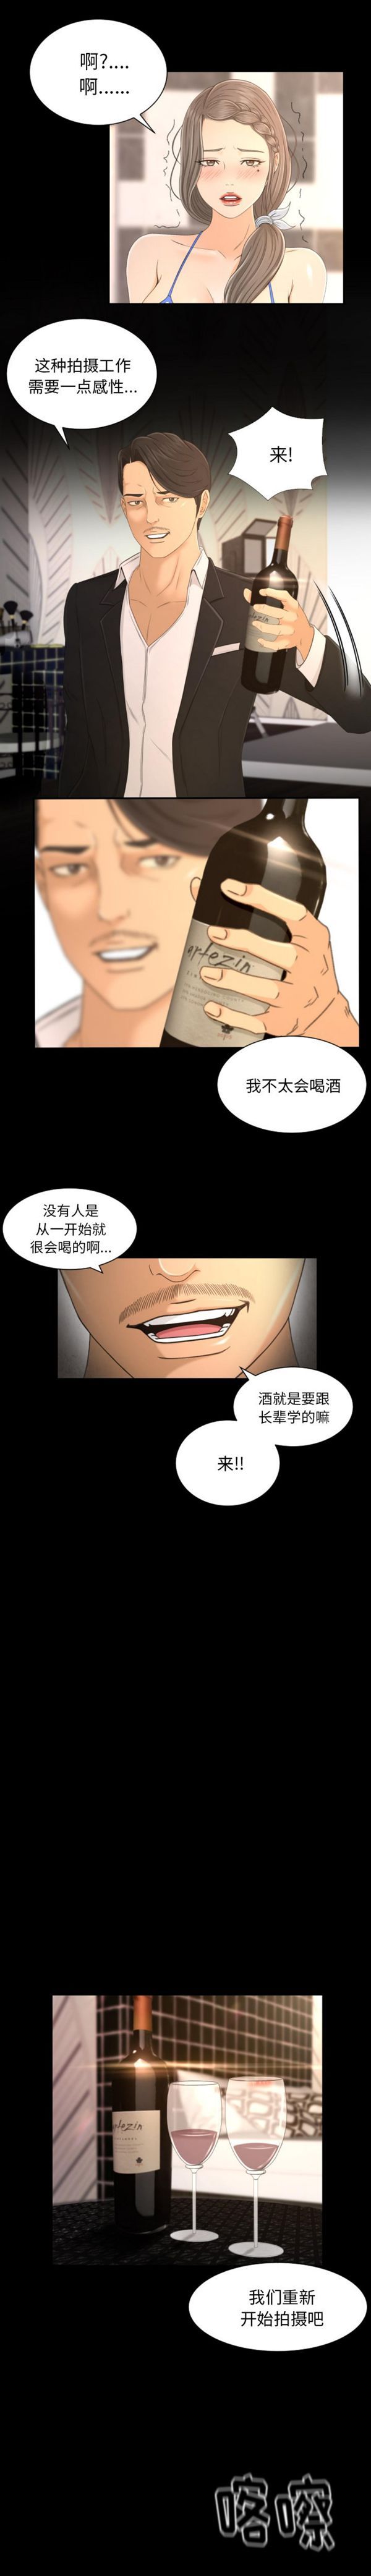 啊?....
啊......
这种拍摄工作
需要一点感性...
来!
artezin
我不太会喝酒
没有人是
从一开始就
很会喝的啊...
酒就是要跟
长辈学的嘛
来!!
artezin
我们重新
开始拍摄吧
喀嚓